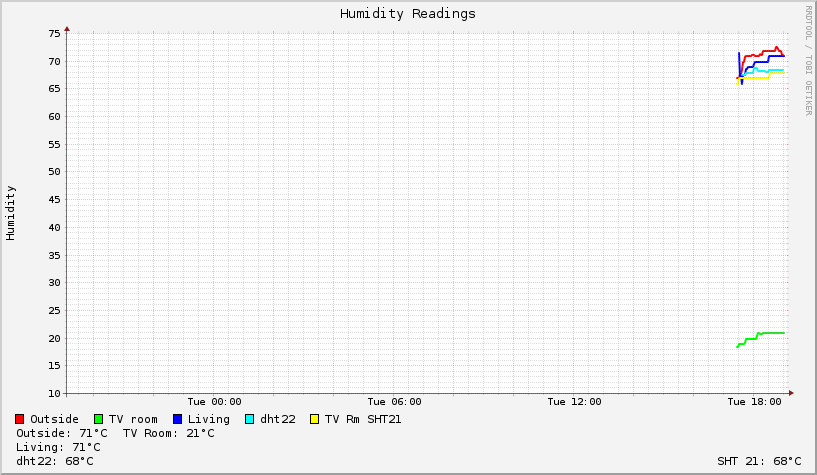 Humidity Readings
RRDTOOL / TOBI OETIKER
Humidity
75
70
65
60
55
50
45
40
35
30
25
20
15
10
Tue 00:00 Tue 06:00 Tue 12:00 Tue 18:00
Outside TV room Living dht22 TV Rm SHT21
Outside: 71°C TV Room: 21°C
Living: 71°C
dht22: 68°C SHT 21: 68°C